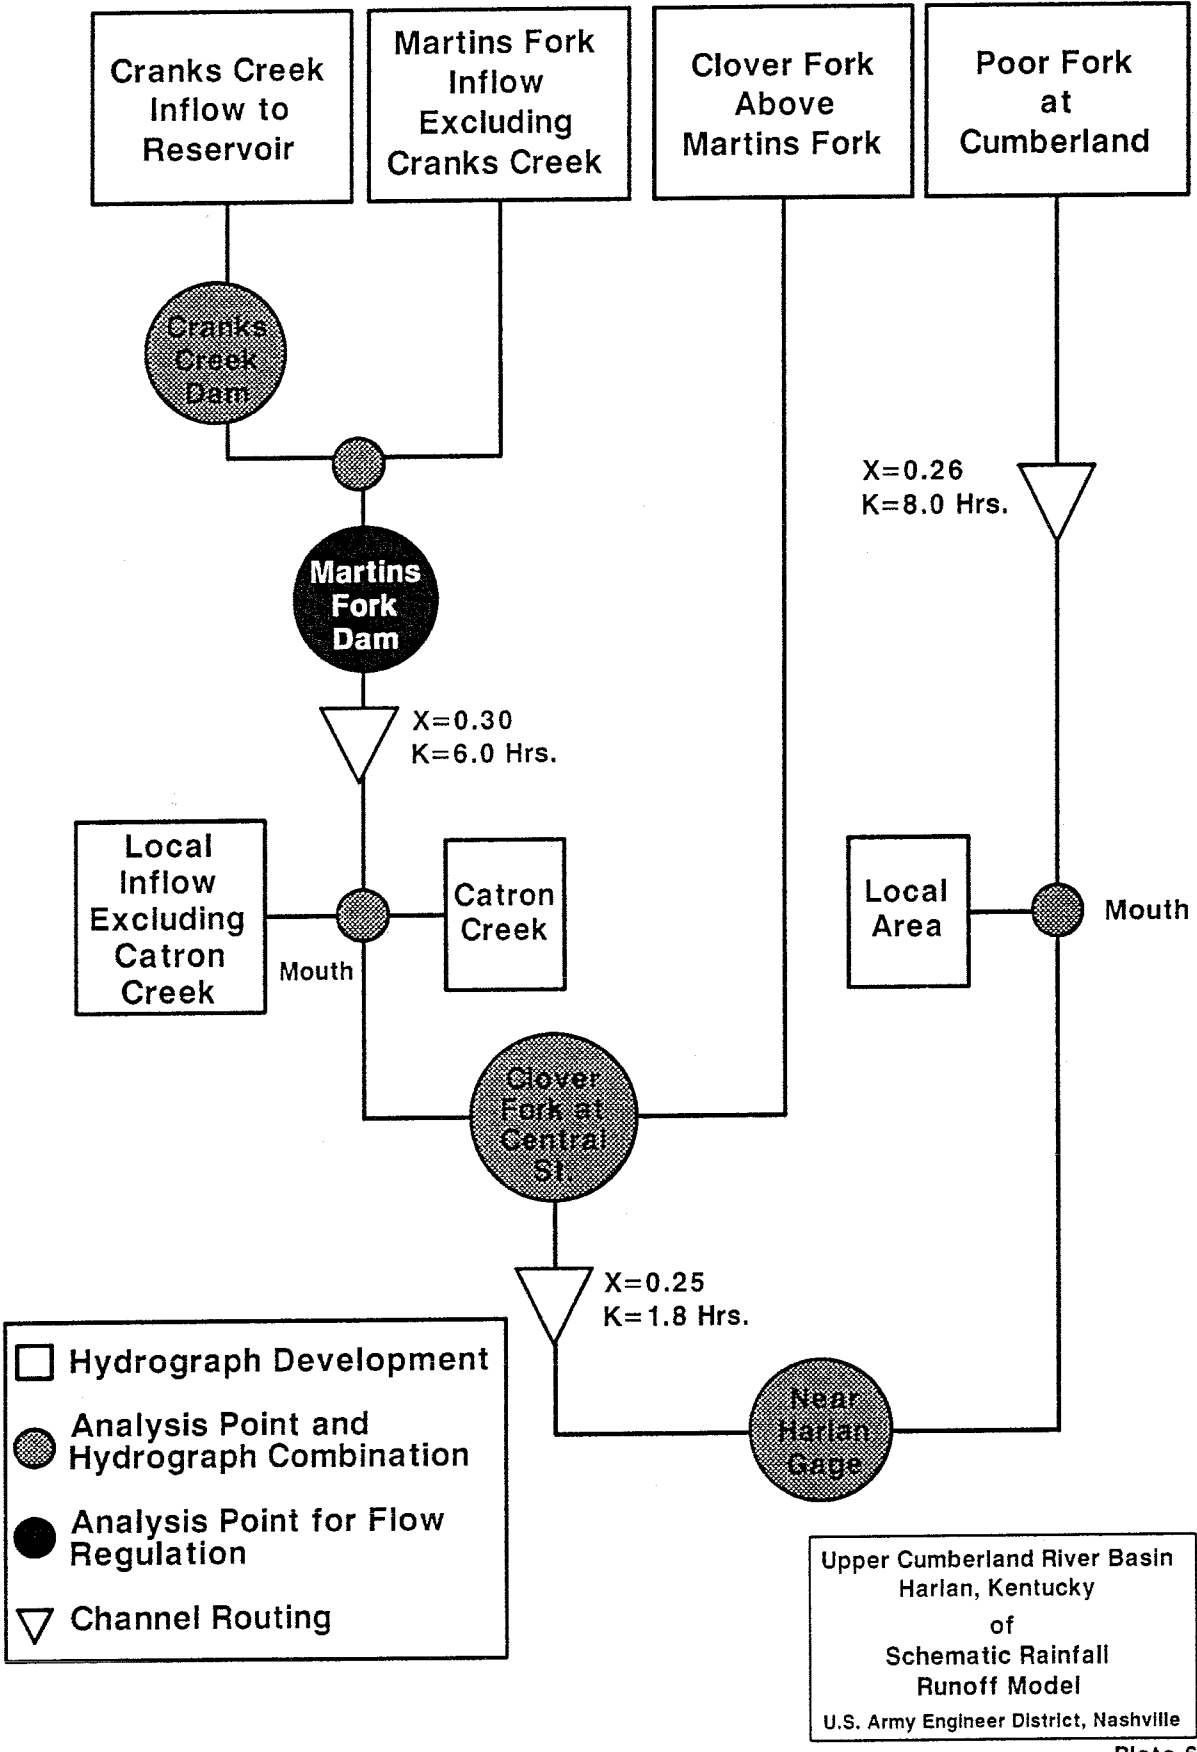 Cranks Creek
Inflow to
Reservoir
Martins Fork
Inflow
Excluding
Cranks Creek
Clover Fork
Above
Martins Fork
Poor Fork
at
Cumberland
Cranks
Creek
Dam
X=0.26
K=8.0 Hrs.
Martins
Fork
Dam
X=0.30
K=6.0 Hrs.
Local
Inflow
Excluding
Catron
Creek
Mouth
Catron
Creek
Local
Area
Mouth
Clover
Fork at
Central
St.
X=0.25
K=1.8 Hrs.
Near
Harlan
Gage
Hydrograph Development
Analysis Point and
Hydrograph Combination
Analysis Point for Flow
Regulation
Channel Routing
Upper Cumberland River Basin
Harlan, Kentucky
of
Schematic Rainfall
Runoff Model
U.S. Army Engineer District, Nashville